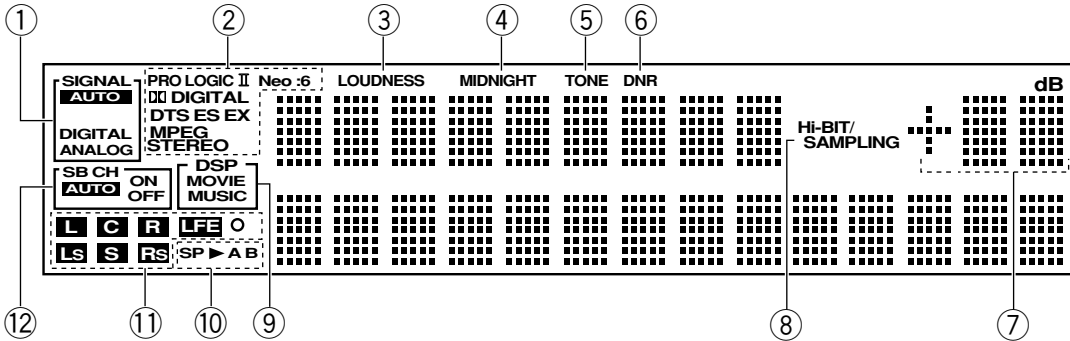 ① ② ③ ④ ⑤ ⑥
SIGNAL
AUTO
DIGITAL
ANALOG
PRO LOGIC II Neo :6
DIGITAL
DTS ES EX
MPEG
STEREO
LOUDNESS MIDNIGHT TONE DNR
dB
Hi-BIT/
SAMPLING
SB CH
AUTO ON
OFF
DSP
MOVIE
MUSIC
L C R LFE
LS S RS
SP ► A B
⑫ ⑪ ⑩ ⑨ ⑧ ⑦